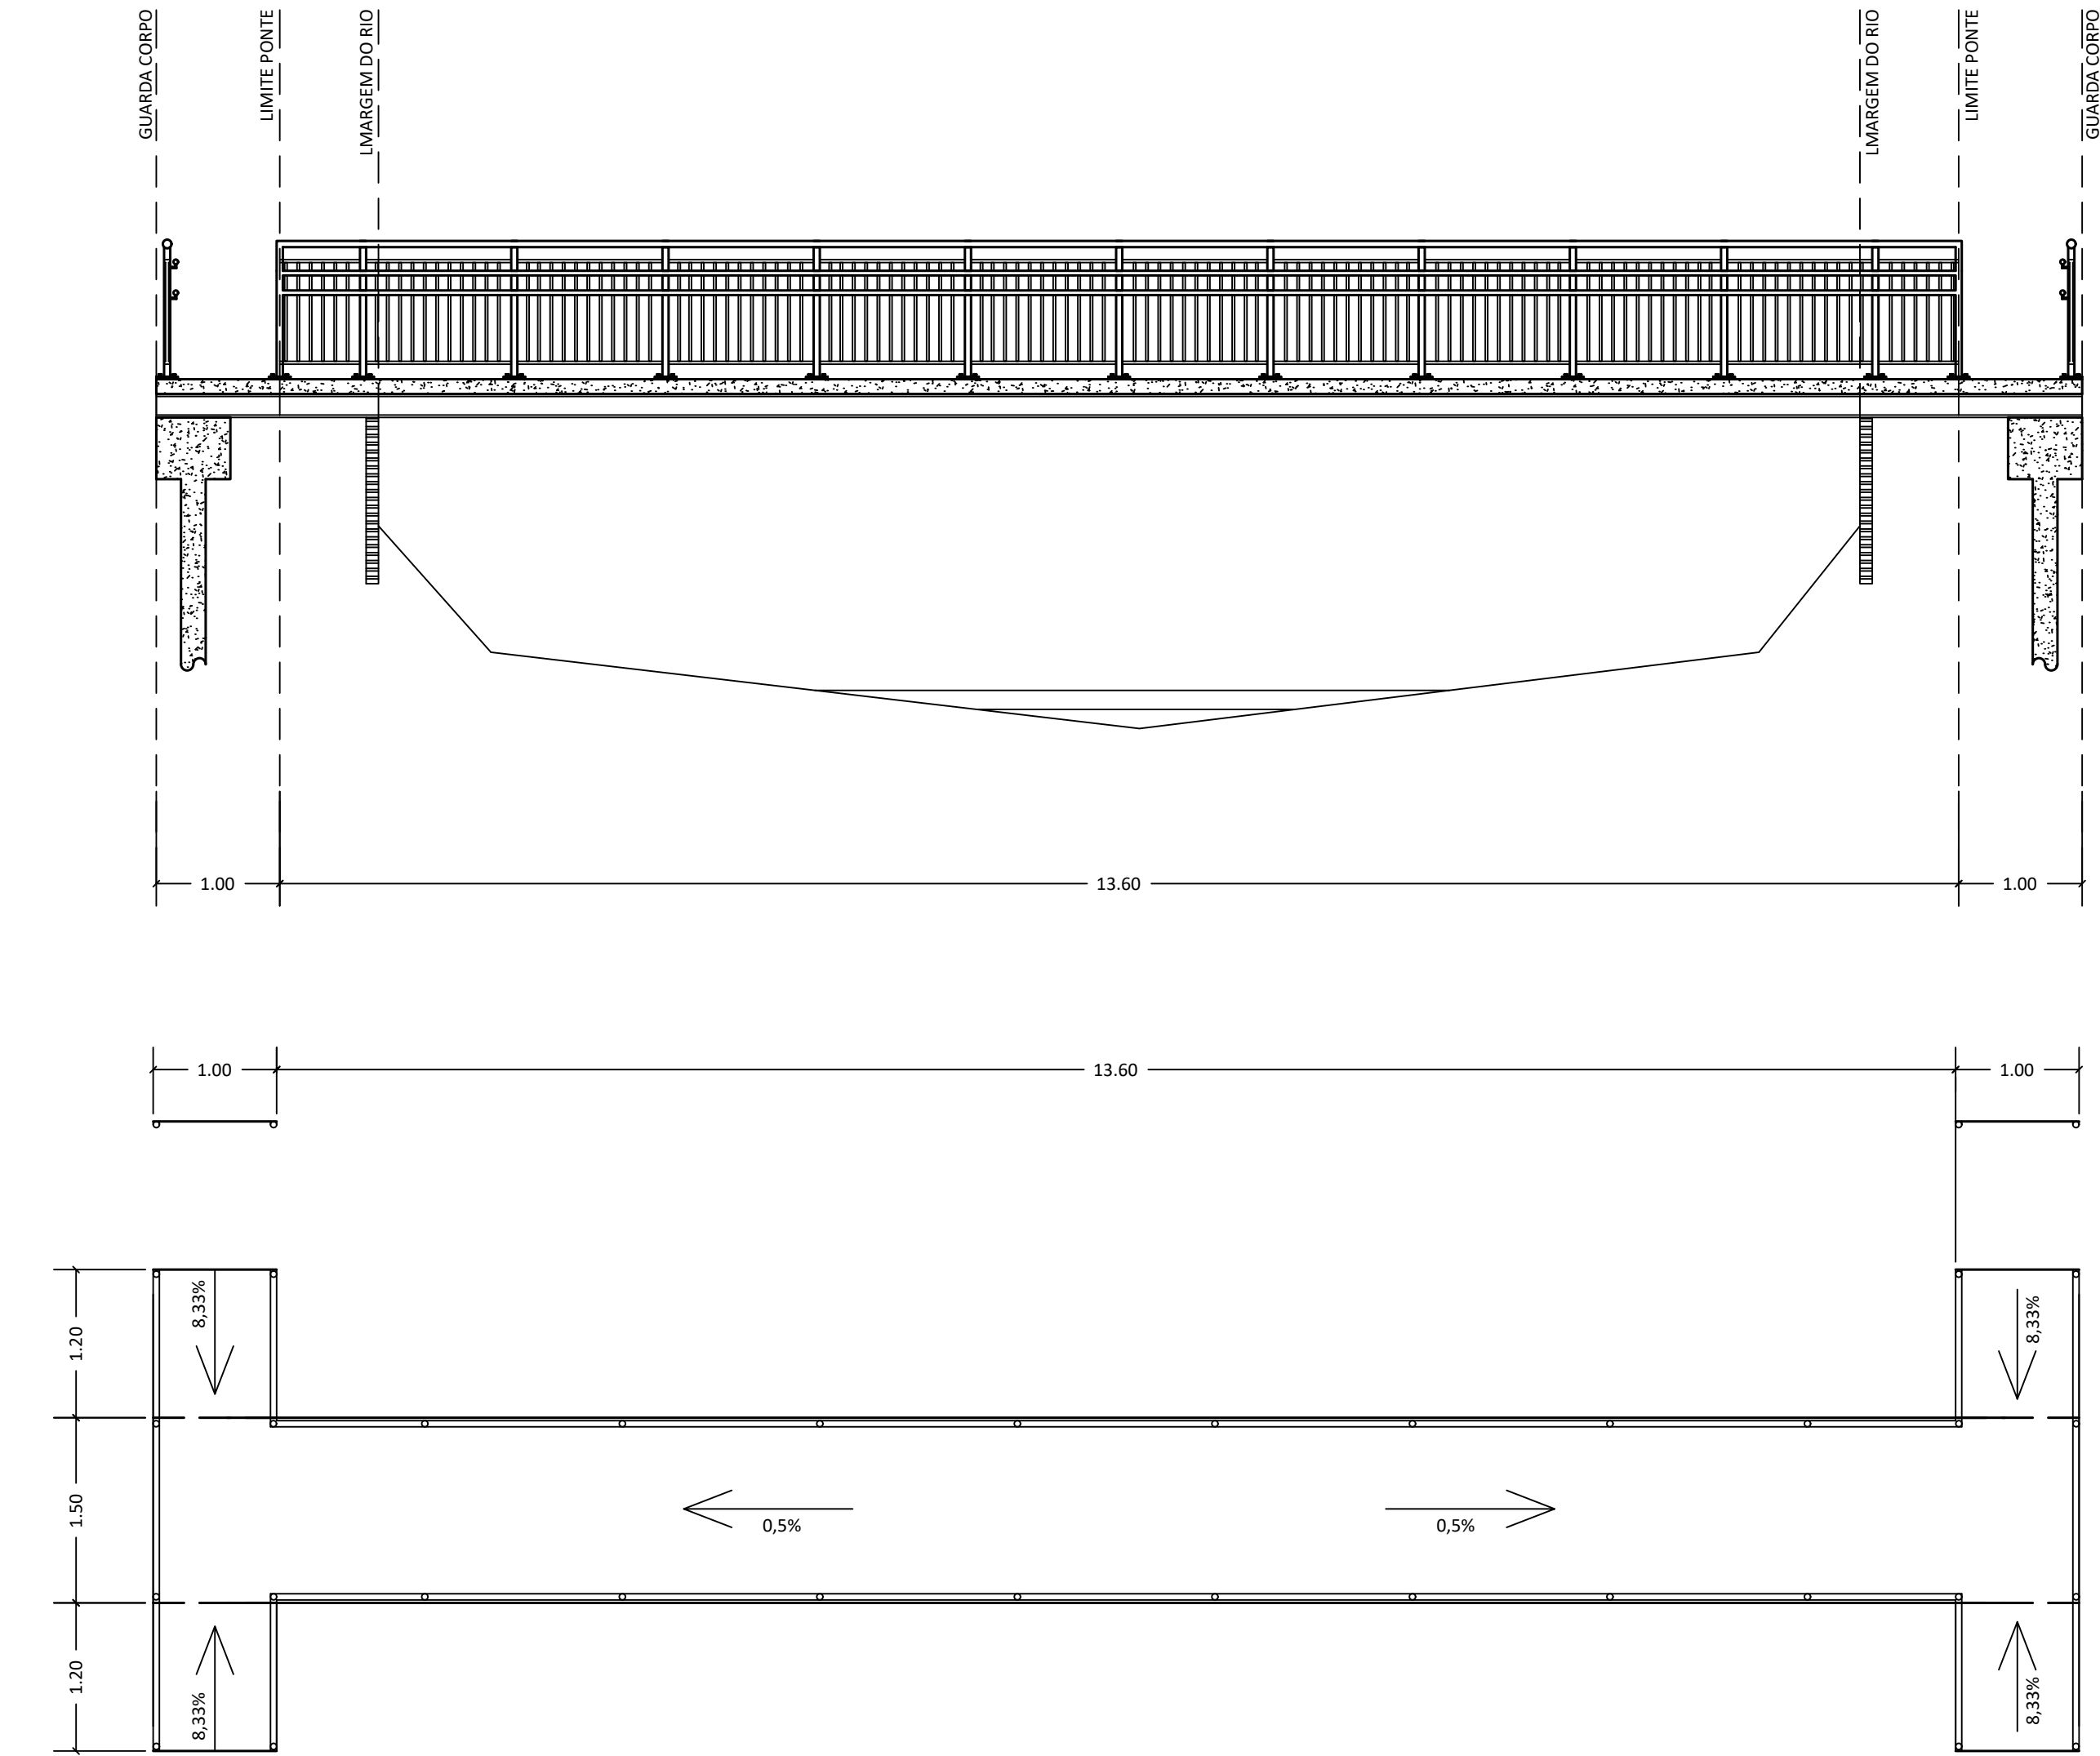 GUARDA CORPO
LIMITE PONTE
LMARGEM DO RIO
LMARGEM DO RIO
LIMITE PONTE
GUARDA CORPO
1.00
13.60
1.00
1.00
13.60
1.00
8,33%
8,33%
1.20
1.50
0,5%
0,5%
1.20
8,33%
8,33%